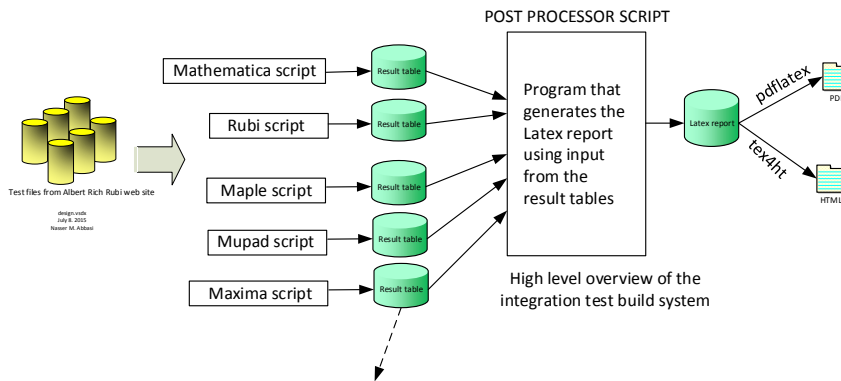 POST PROCESSOR SCRIPT
Mathematica script
Result table
Rubi script
Result table
Maple script
Result table
Mupad script
Result table
Maxima script
Result table
Program that
generates the
Latex report
using input
from the
result tables
Latex report
pdflatex
tex4ht
PD
HTML
Test files from Albert Rich Rubi web site
design.vsdx
July 8. 2015
Nasser M. Abbasi
High level overview of the
integration test build system